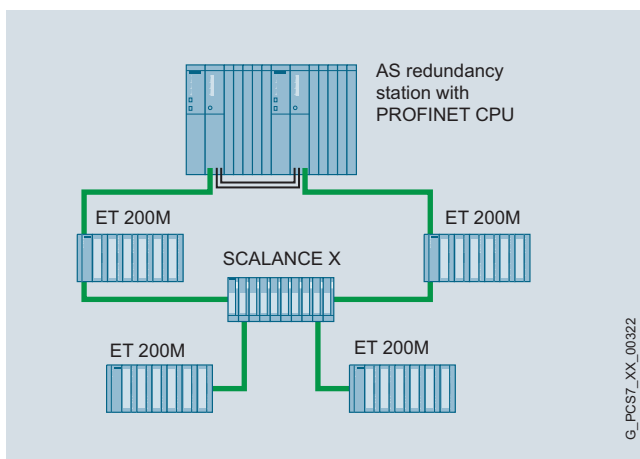 AS redundancy
station with
PROFINET CPU
ET 200M
ET 200M
SCALANCE X
ET 200M
ET 200M
G_PCS7_XX_00322